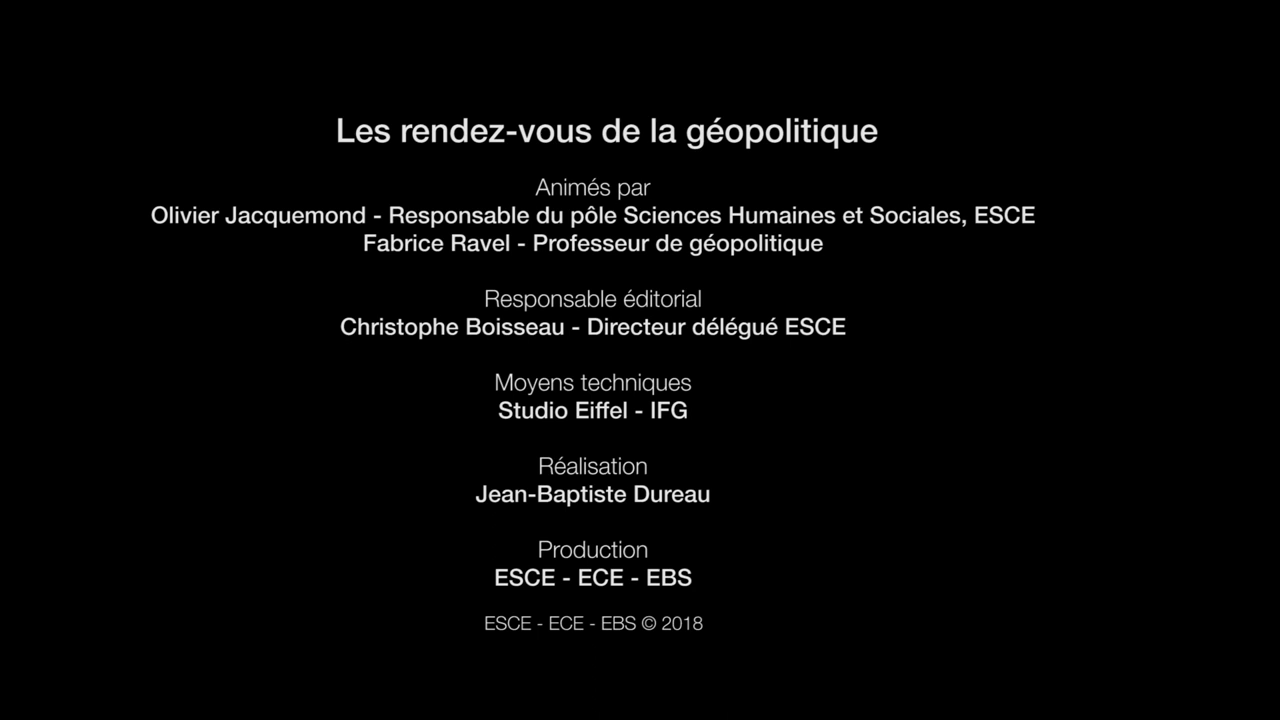 Les rendez-vous de la géopolitique
Animés par
Olivier Jacquemond - Responsable du pôle Sciences Humaines et Sociales, ESCE
Fabrice Ravel - Professeur de géopolitique
Responsable éditorial
Christophe Boisseau - Directeur délégué ESCE
Moyens techniques
Studio Eiffel - IFG
Réalisation
Jean-Baptiste Dureau
Production
ESCE - ECE - EBS
ESCE - ECE - EBS © 2018